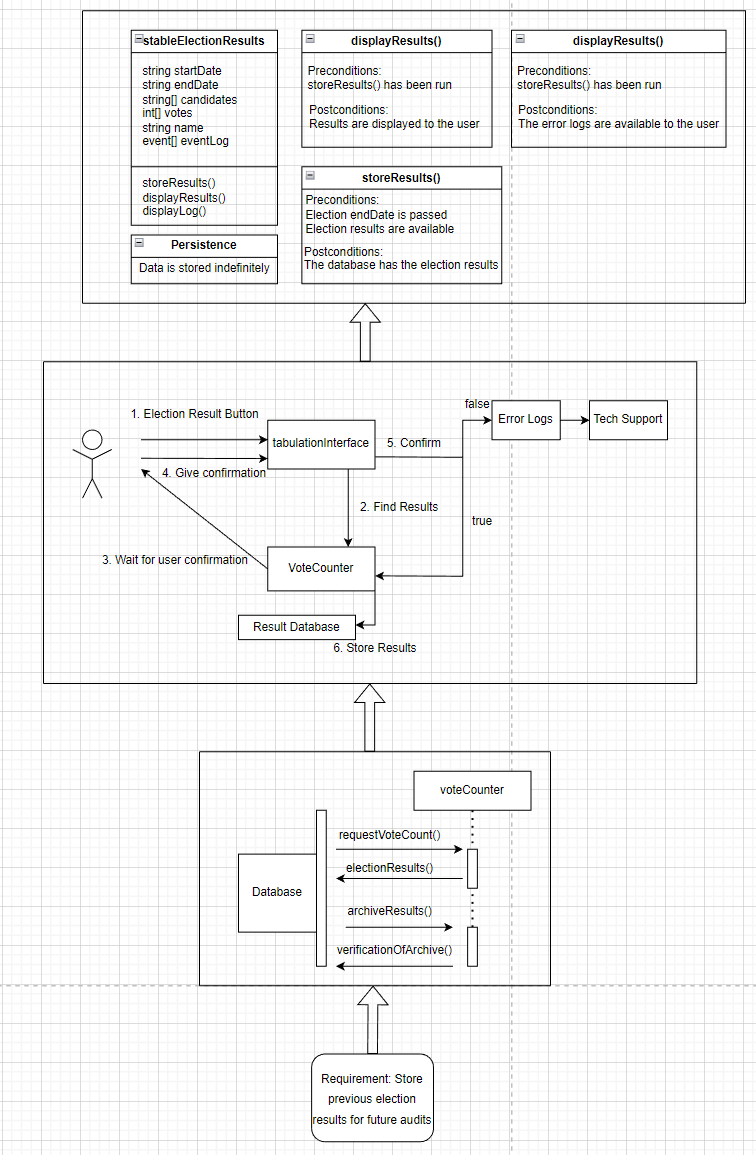 stableElectionResults
string startDate
string endDate
string[] candidates
int[] votes
string name
event[] eventLog
storeResults()
displayResults()
displayLog()
Persistence
Data is stored indefinitely
displayResults()
Preconditions:
storeResults() has been run
Postconditions:
Results are displayed to the user
displayResults()
Preconditions:
storeResults() has been run
Postconditions:
The error logs are available to the user
storeResults()
Preconditions:
Election endDate is passed
Election results are available
Postconditions:
The database has the election results
1. Election Result Button
tabulationInterface
4. Give confirmation
5. Confirm
false
Error Logs
Tech Support
2. Find Results
true
3. Wait for user confirmation
VoteCounter
Result Database
6. Store Results
voteCounter
requestVoteCount()
electionResults()
Database
archiveResults()
verificationOfArchive()
Requirement: Store
previous election
results for future audits